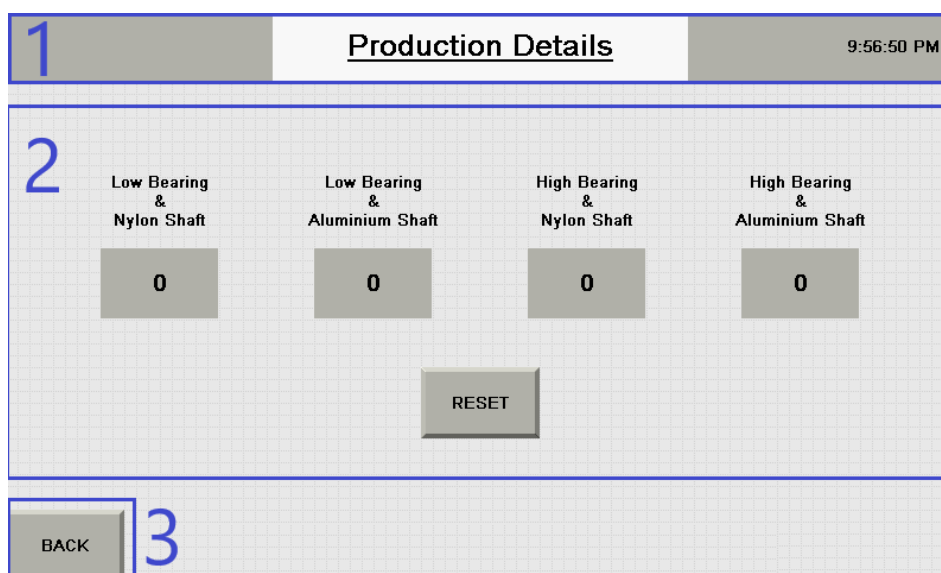 1
Production Details
9:56:50 PM
2
Low Bearing
&
Nylon Shaft
0
Low Bearing
&
Aluminium Shaft
0
High Bearing
&
Nylon Shaft
0
High Bearing
&
Aluminium Shaft
0
RESET
BACK
3